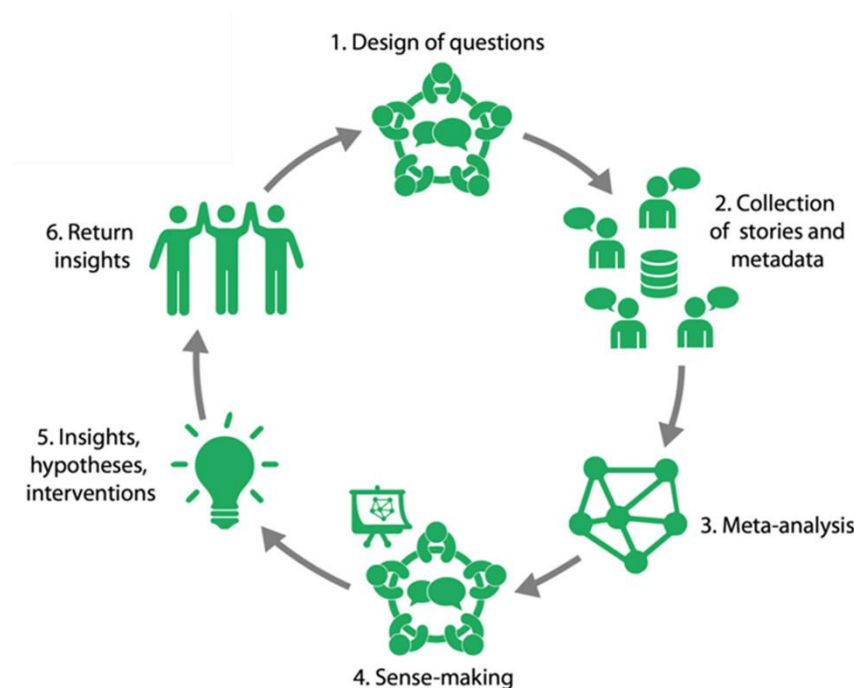 1. Design of questions
2. Collection
of stories and
metadata
3. Meta-analysis
4. Sense-making
5. Insights,
hypotheses,
interventions
6. Return
insights